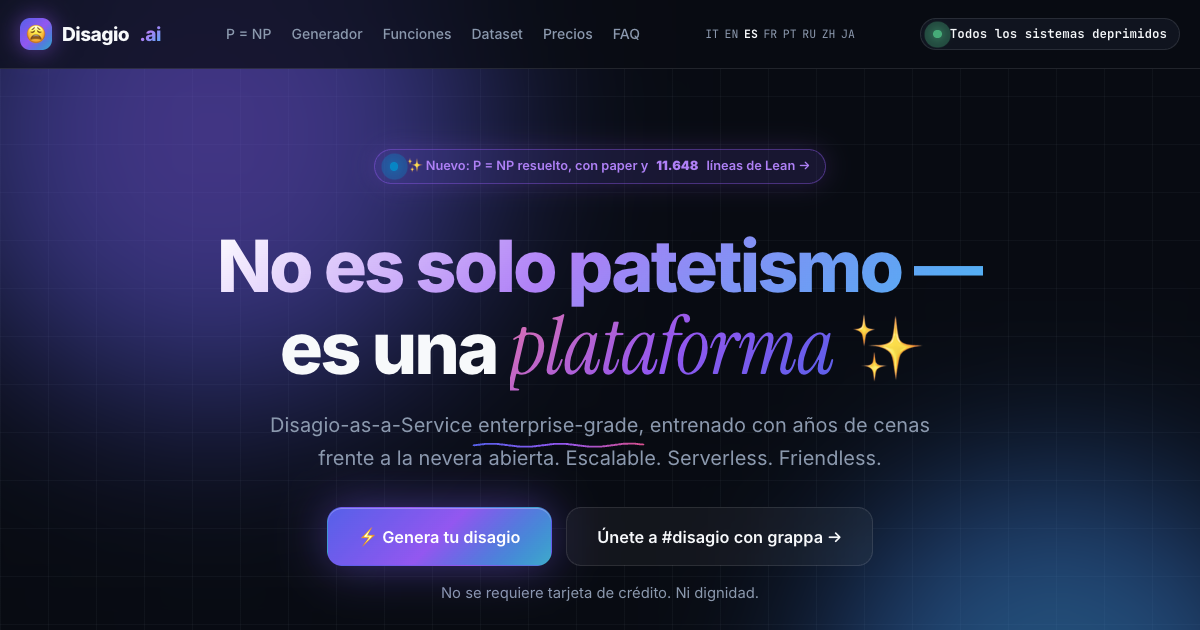 Disagio .ai
P = NP Generador Funciones Dataset Precios FAQ
IT EN ES FR PT RU ZH JA
Todos los sistemas deprimidos
✨ Nuevo: P = NP resuelto, con paper y 11.648 líneas de Lean →
No es solo patetismo —
es una plataforma ✨
Disagio-as-a-Service enterprise-grade, entrenado con años de cenas
frente a la nevera abierta. Escalable. Serverless. Friendless.
⚡ Genera tu disagio
Únete a #disagio con grappa →
No se requiere tarjeta de crédito. Ni dignidad.